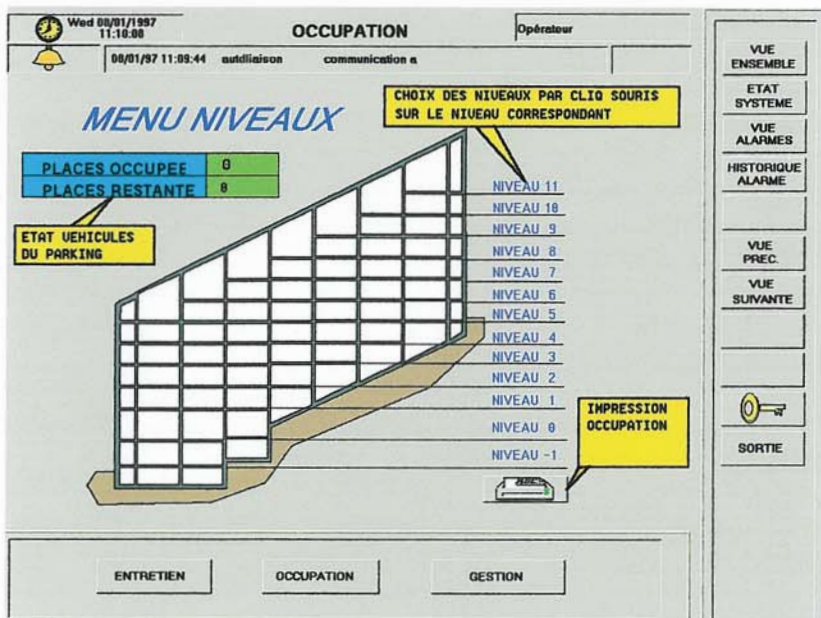 Wed 08/01/1997
11:10:08
OCCUPATION
Opérateur
08/01/97 11:09:44 autdliaison communication a
MENU NIVEAUX
CHOIX DES NIVEAUX PAR CLIQ SOURIS
SUR LE NIVEAU CORRESPONDANT
PLACES OCCUPEE 0
PLACES RESTANTE 0
ETAT VEHICULES
DU PARKING
NIVEAU 11
NIVEAU 10
NIVEAU 9
NIVEAU 8
NIVEAU 7
NIVEAU 6
NIVEAU 5
NIVEAU 4
NIVEAU 3
NIVEAU 2
NIVEAU 1
NIVEAU 0
NIVEAU -1
IMPRESSION
OCCUPATION
ENTRETIEN
OCCUPATION
GESTION
VUE
ENSEMBLE
ETAT
SYSTEME
VUE
ALARMES
HISTORIQUE
ALARME
VUE
PREC.
VUE
SUIVANTE
SORTIE